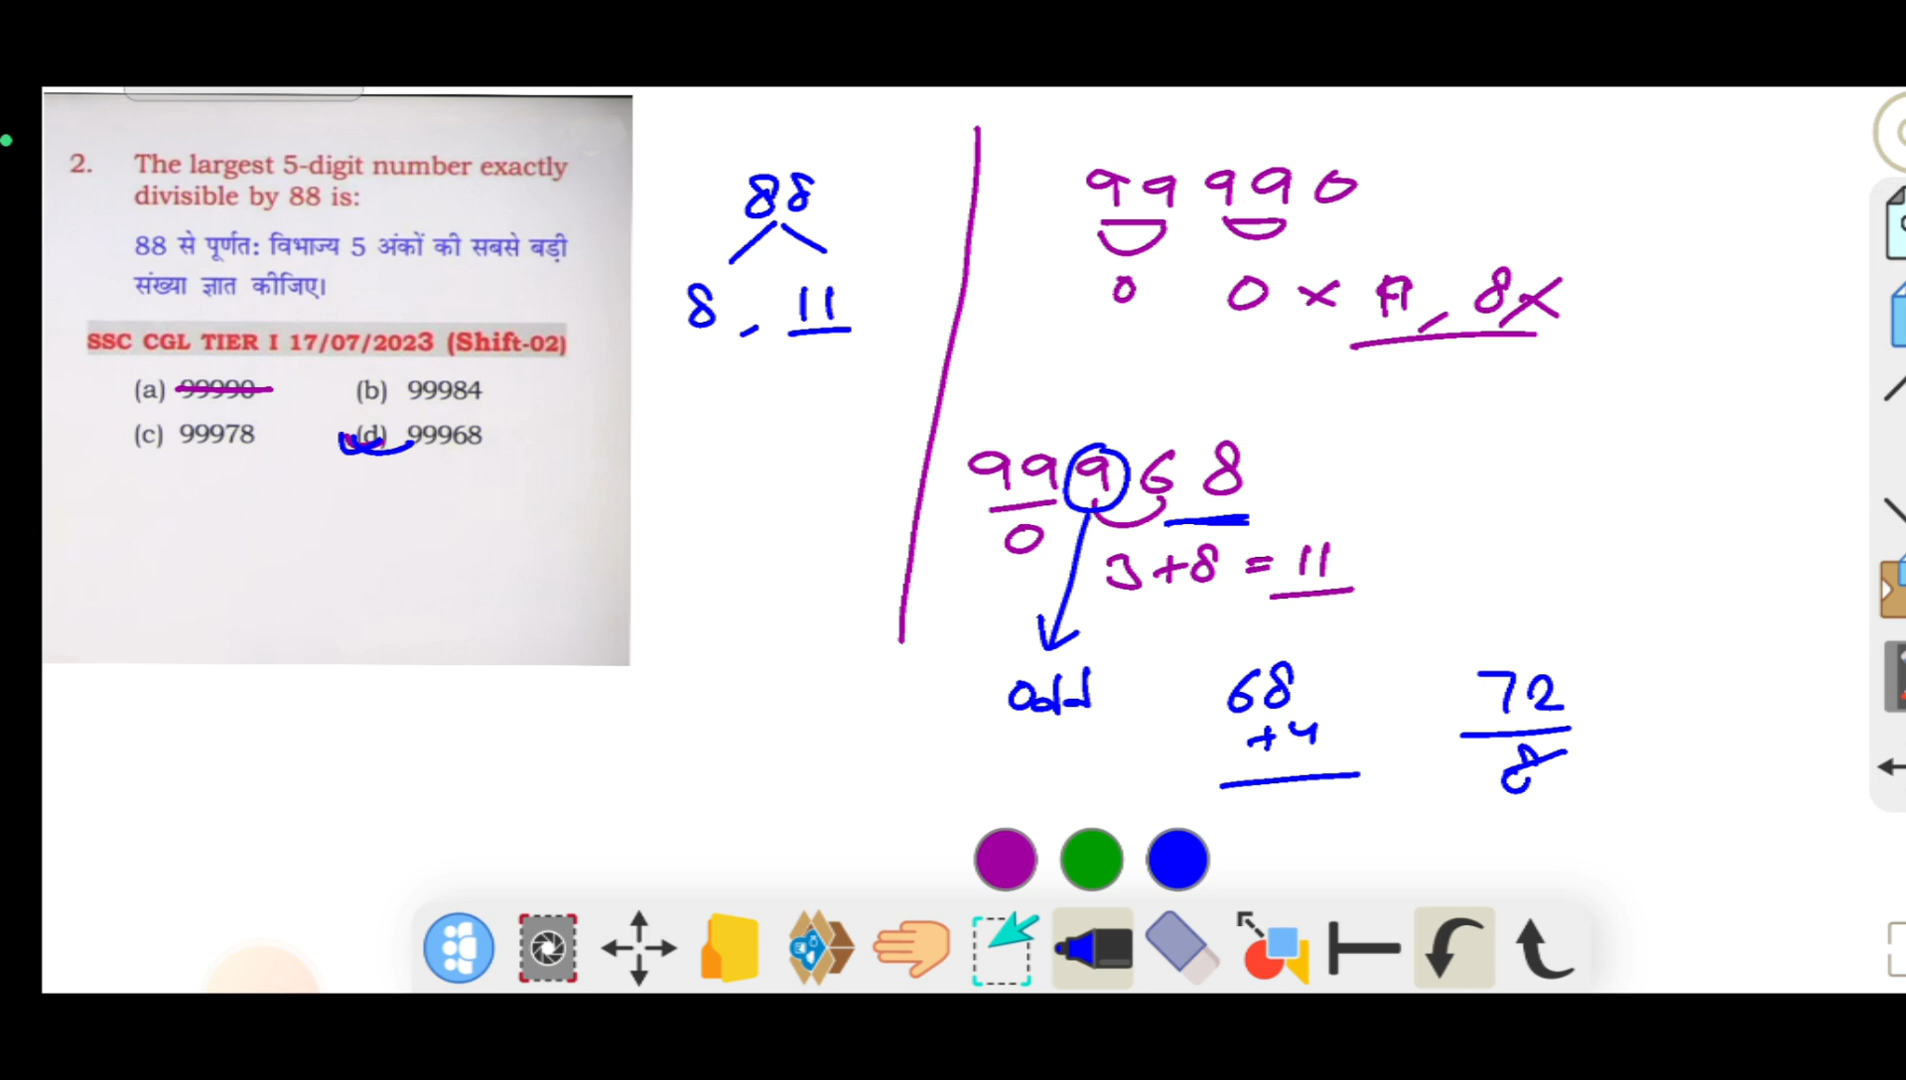 2. The largest 5-digit number exactly
divisible by 88 is:
88 से पूर्णत: विभाज्य 5 अंकों की सबसे बड़ी
संख्या ज्ञात कीजिए।
SSC CGL TIER I 17/07/2023 (Shift-02)
(a) 99990 (b) 99984
(c) 99978 (d) 99968
88
8, 11
99990
0 0 × 11, 8×
99968
0 3+8 = 11
odd
68
+4
72
8